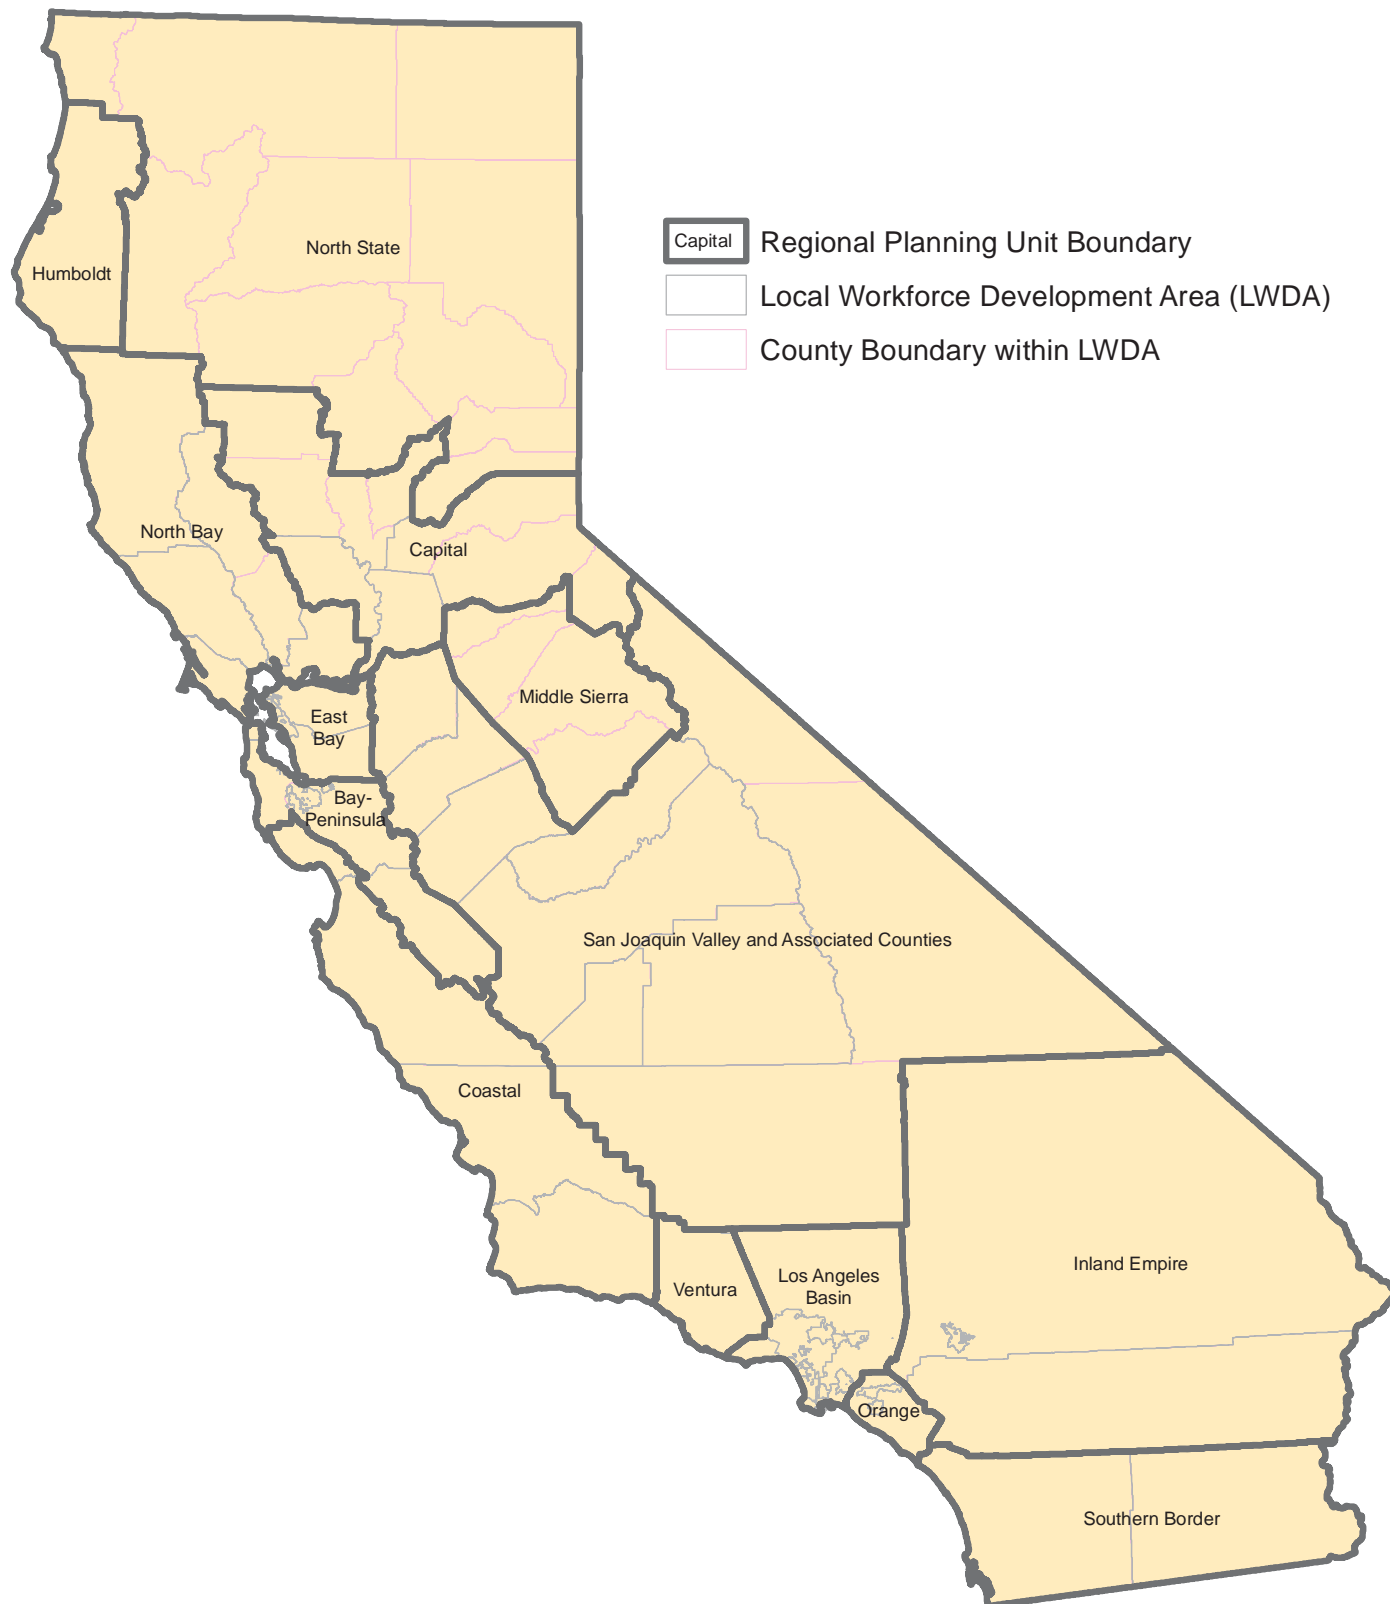 North State
Capital
Regional Planning Unit Boundary
Humboldt
Local Workforce Development Area (LWDA)
County Boundary within LWDA
North Bay
Capital
Middle Sierra
East
Bay
Bay-
Peninsula
San Joaquin Valley and Associated Counties
Coastal
Inland Empire
Ventura
Los Angeles
Basin
Orange
Southern Border